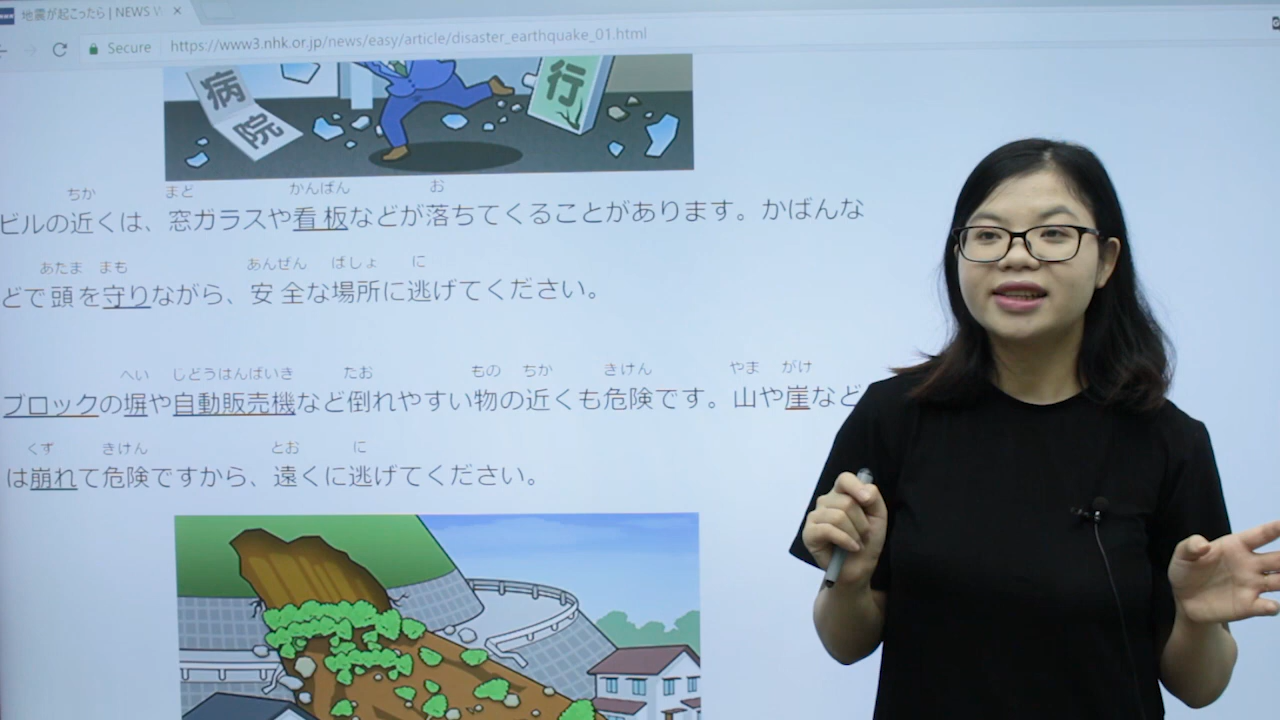 地震が起こったら | NEWS W
Secure
https://www3.nhk.or.jp/news/easy/article/disaster_earthquake_01.html
病院
行
ちか まど かんばん お
ビルの近くは、窓ガラスや看板などが落ちてくることがあります。かばんな
あたま まも あんぜん ばしょ に
どで頭を守りながら、安全な場所に逃げてください。
へい じどうはんばいき たお もの ちか きけん やま がけ
ブロックの塀や自動販売機など倒れやすい物の近くも危険です。山や崖など
くず きけん とお に
は崩れて危険ですから、遠くに逃げてください。